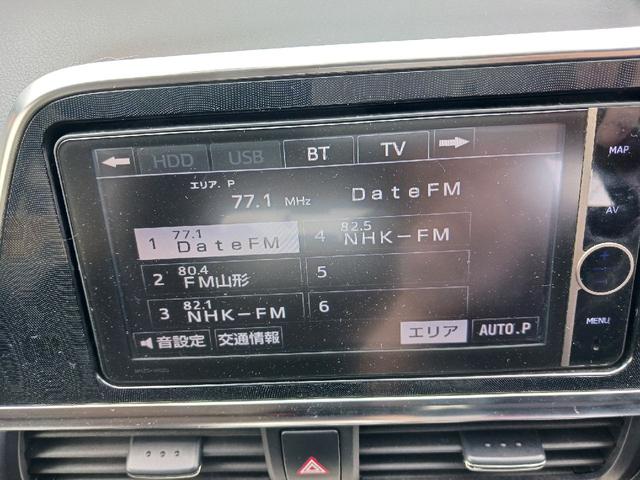 HDD USB BT TV
MAP
エリア. P
77.1 MHz DateFM
AV
1 77.1 DateFM
4 82.5 NHK-FM
2 80.4 FM山形
5
3 82.1 NHK-FM
6
MENU
音設定 交通情報 エリア AUTO.P